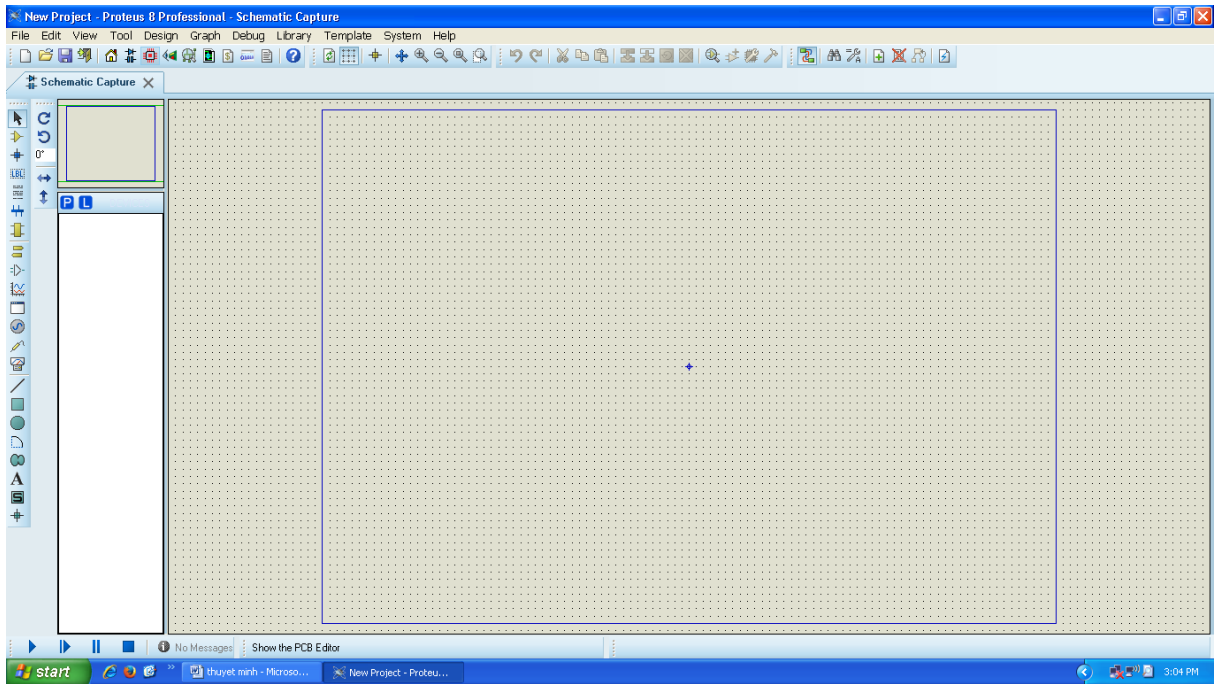 New Project - Proteus 8 Professional - Schematic Capture
File Edit View Tool Design Graph Debug Library Template System Help
Schematic Capture
0°
LBL
P L
A
S
No Messages
Show the PCB Editor
start
thuyet minh - Microso...
New Project - Proteu...
3:04 PM